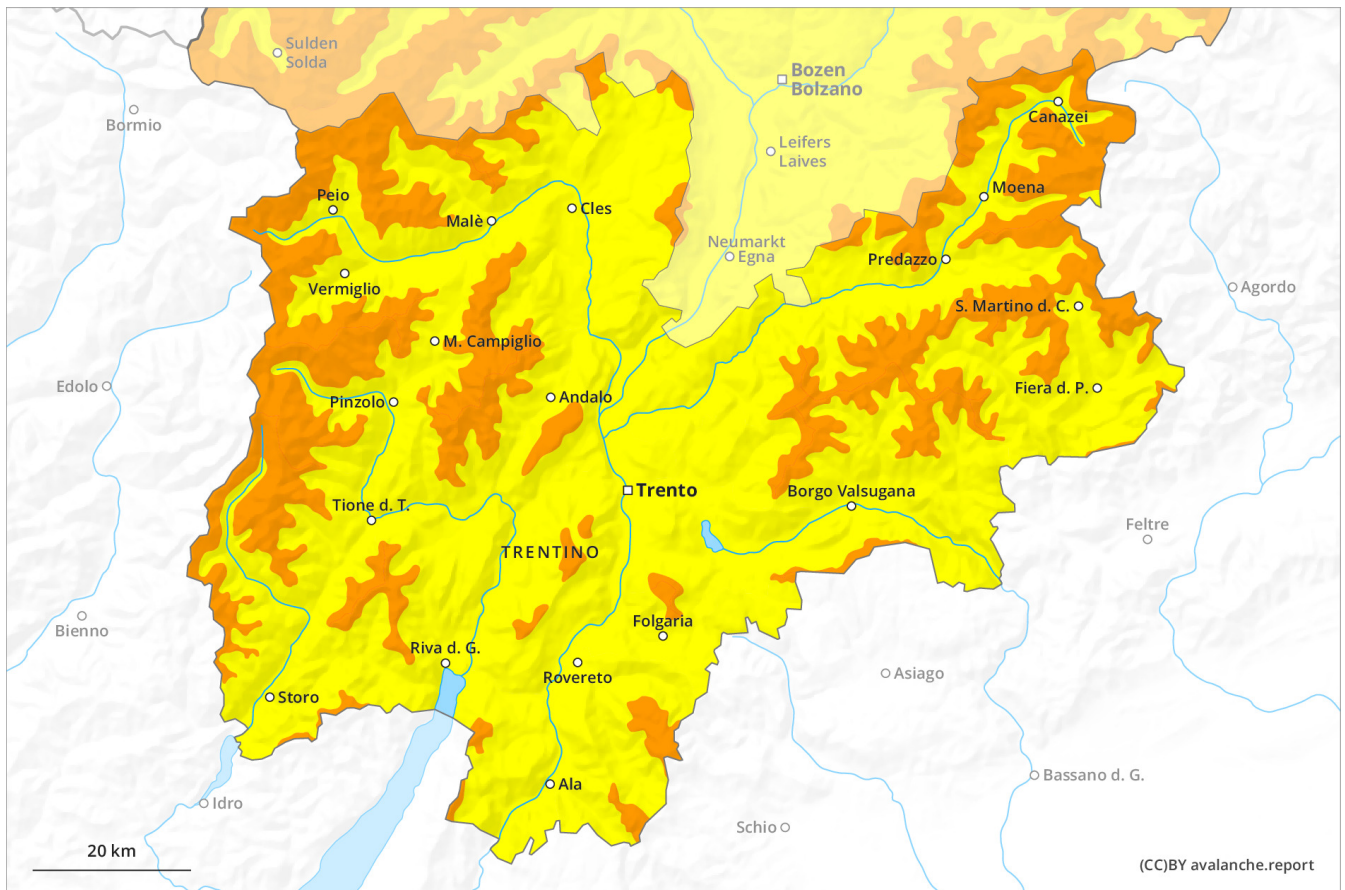 Sulden
Solda
Bozen
Bolzano
Bormio
Canazei
Leifers
Laives
Peio
Moena
Malè
Cles
Neumarkt
Egna
Predazzo
Vermiglio
Agordo
S. Martino d. C.
M. Campiglio
Edolo
Fiera d. P.
Andalo
Pinzolo
Trento
Borgo Valsugana
Tione d. T.
Feltre
TRENTINO
Folgaria
Bienno
Riva d. G.
Asiago
Rovereto
Storo
Bassano d. G.
Ala
Idro
Schio
20 km
(CC)BY avalanche.report